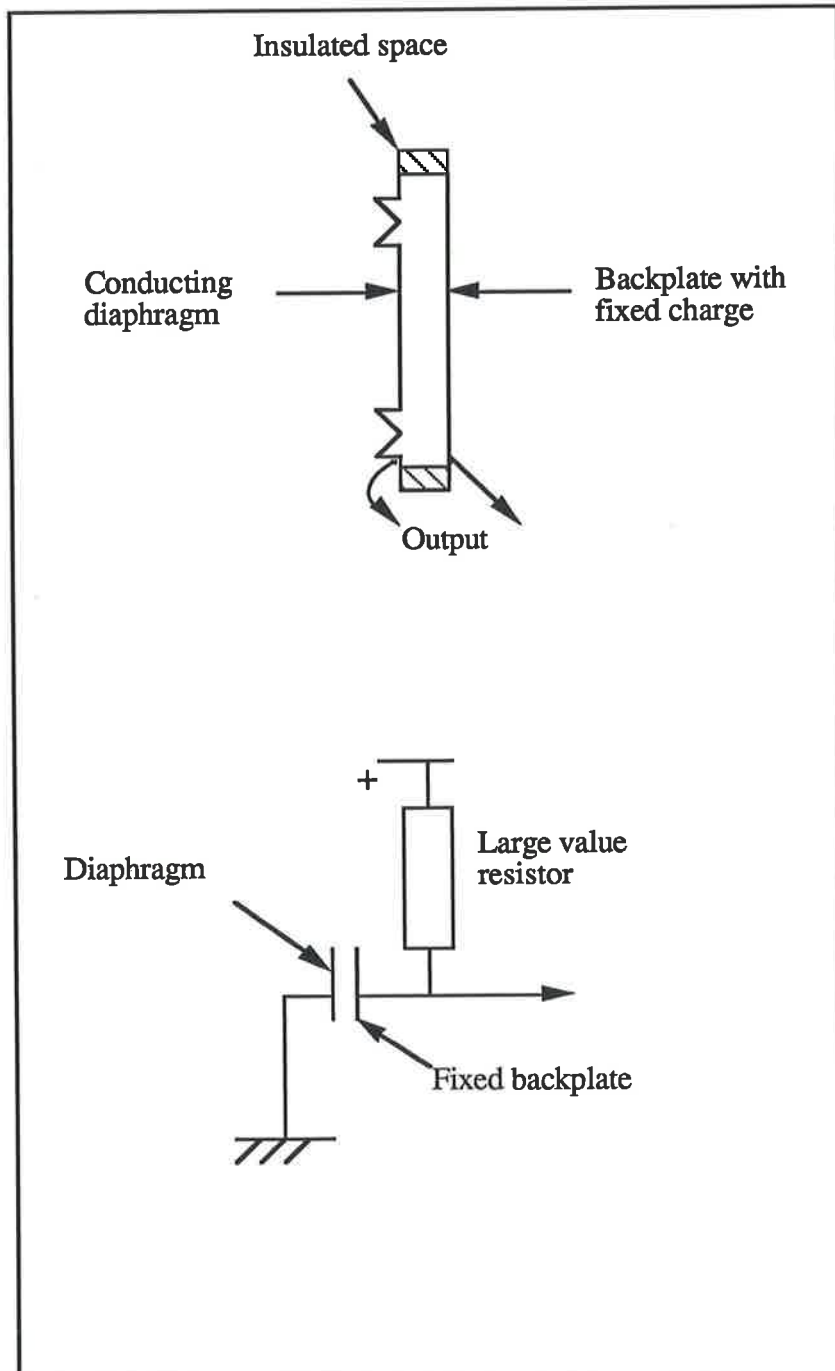 Insulated space
Conducting
diaphragm
Backplate with
fixed charge
Output
+
Large value
resistor
Diaphragm
Fixed backplate